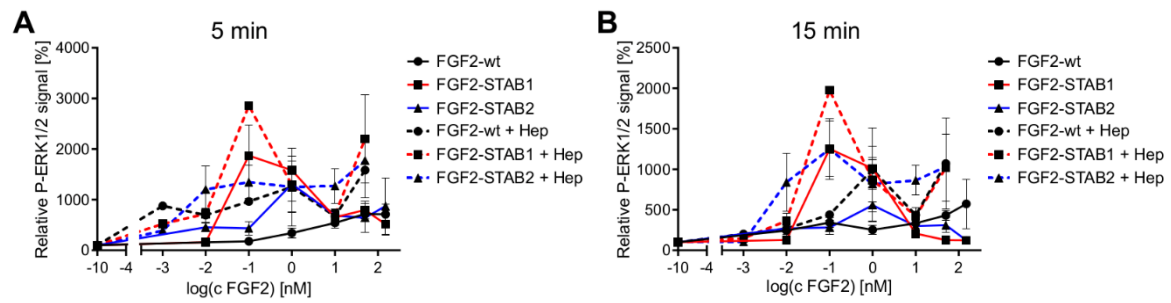 A
5 min
Relative P-ERK1/2 signal [%]
4000
3000
2000
1000
0
-10 -4 -3 -2 -1 0 1 2
log(c FGF2) [nM]
FGF2-wt
FGF2-STAB1
FGF2-STAB2
FGF2-wt + Hep
FGF2-STAB1 + Hep
FGF2-STAB2 + Hep
B
15 min
Relative P-ERK1/2 signal [%]
2500
2000
1500
1000
500
0
-10 -4 -3 -2 -1 0 1 2
log(c FGF2) [nM]
FGF2-wt
FGF2-STAB1
FGF2-STAB2
FGF2-wt + Hep
FGF2-STAB1 + Hep
FGF2-STAB2 + Hep